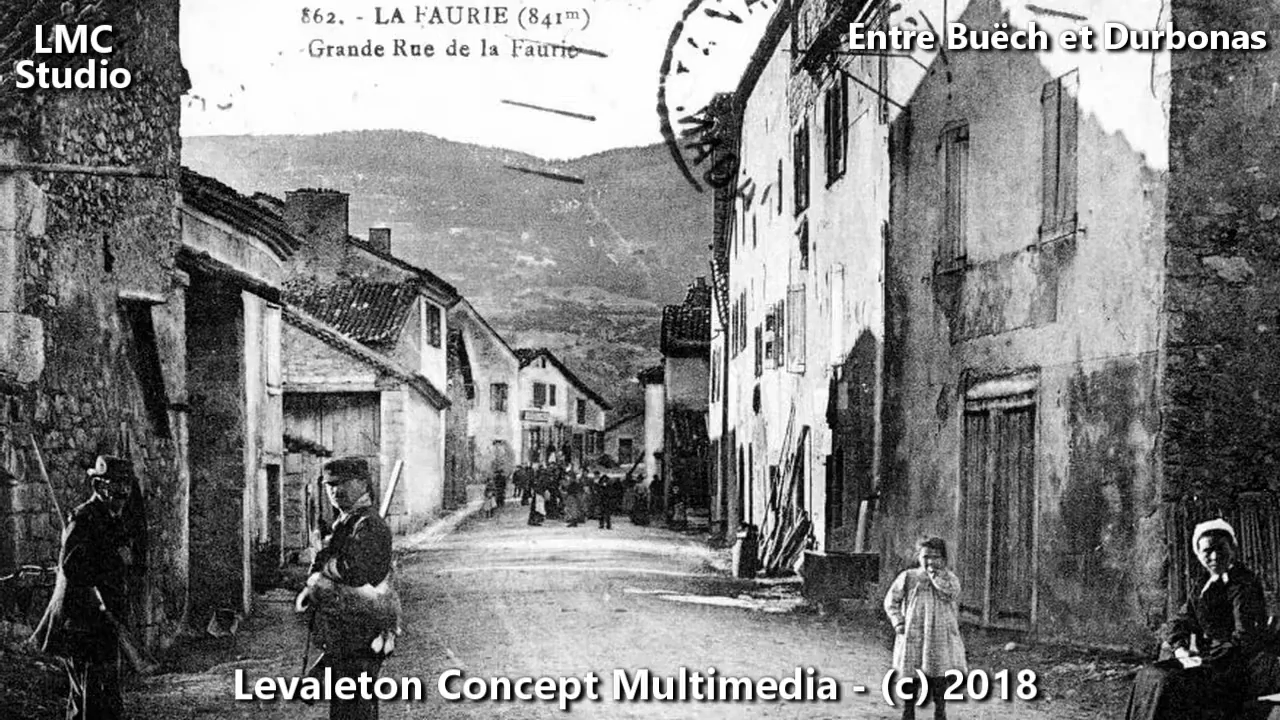 862. - LA FAURIE (841m)
Grande Rue de la Faurie
LMC
Studio
Entre Buëch et Durbonas
Levaleton Concept Multimedia - (c) 2018